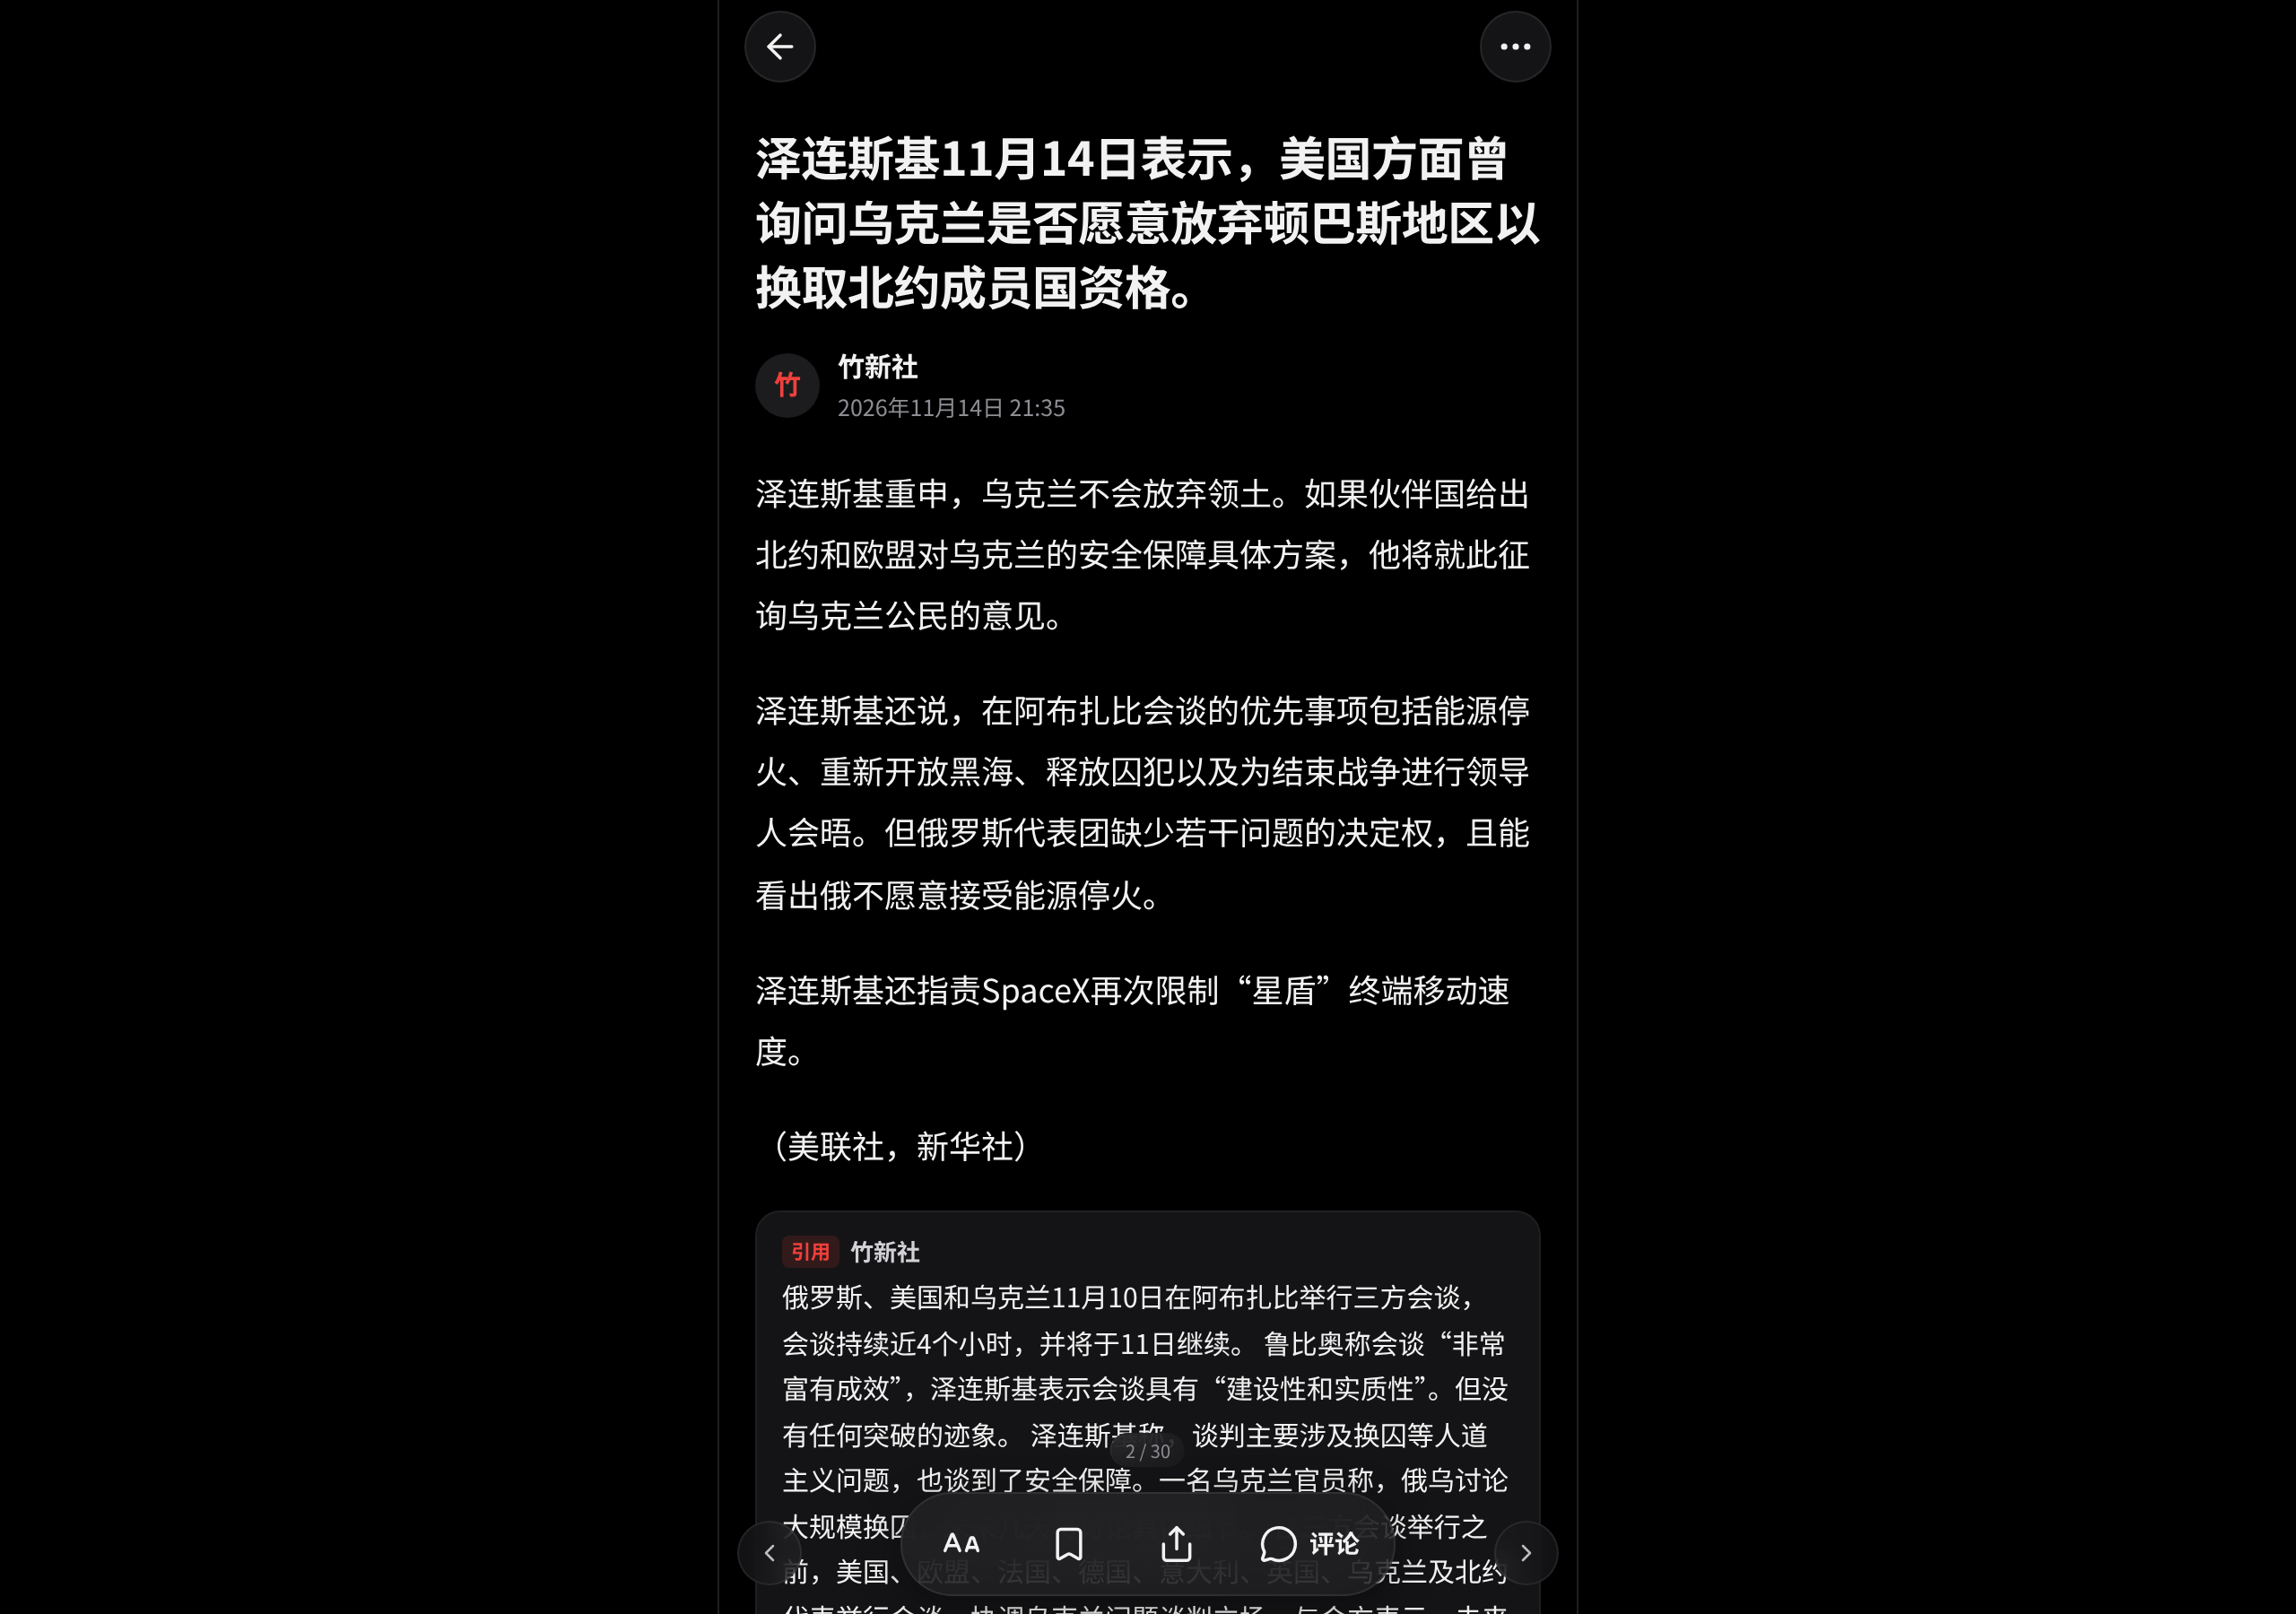 泽连斯基11月14日表示，美国方面曾
询问乌克兰是否愿意放弃顿巴斯地区以
换取北约成员国资格。
竹
竹新社
2026年11月14日 21:35
泽连斯基重申，乌克兰不会放弃领土。如果伙伴国给出
北约和欧盟对乌克兰的安全保障具体方案，他将就此征
询乌克兰公民的意见。
泽连斯基还说，在阿布扎比会谈的优先事项包括能源停
火、重新开放黑海、释放囚犯以及为结束战争进行领导
人会晤。但俄罗斯代表团缺少若干问题的决定权，且能
看出俄不愿意接受能源停火。
泽连斯基还指责SpaceX再次限制“星盾”终端移动速
度。
（美联社，新华社）
引用 竹新社
俄罗斯、美国和乌克兰11月10日在阿布扎比举行三方会谈，
会谈持续近4个小时，并将于11日继续。 鲁比奥称会谈“非常
富有成效”，泽连斯基表示会谈具有“建设性和实质性”。但没
有任何突破的迹象。 泽连斯基称，谈判主要涉及换囚等人道
2 / 30
主义问题，也谈到了安全保障。一名乌克兰官员称，俄乌讨论
大规模换囚 会谈举行之
前，美国、欧盟、法国、德国、意大利、英国、乌克兰及北约
AA 评论